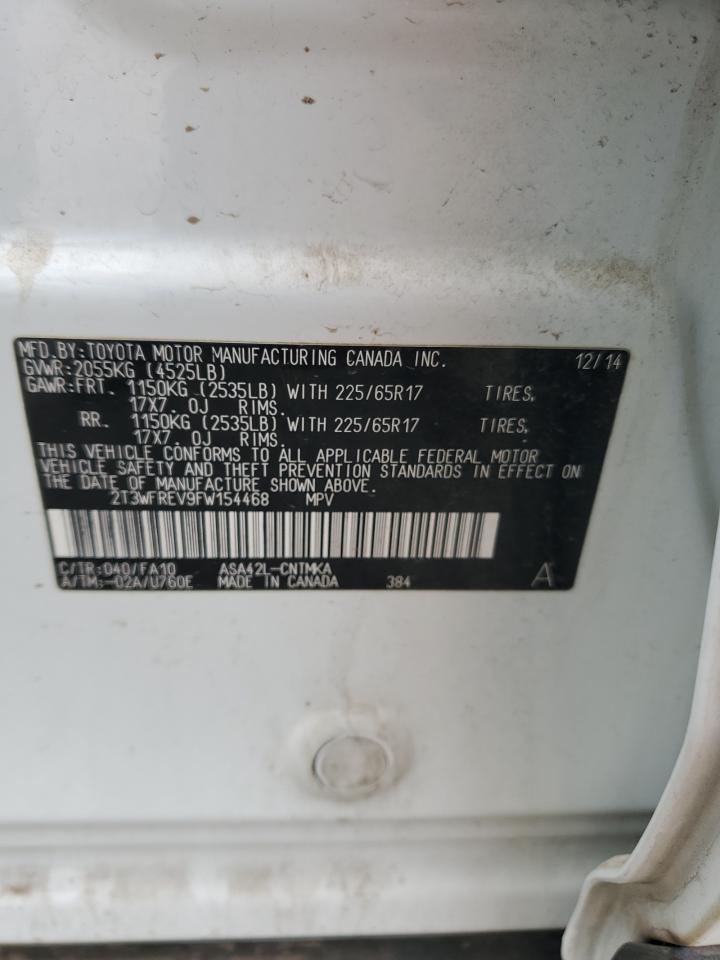 MFD.BY:TOYOTA MOTOR MANUFACTURING CANADA INC. 12/14
GVWR:2055KG (4525LB)
GAWR:FRT. 1150KG (2535LB) WITH 225/65R17 TIRES,
17X7.0J RIMS.
RR. 1150KG (2535LB) WITH 225/65R17 TIRES,
17X7.0J RIMS.
THIS VEHICLE CONFORMS TO ALL APPLICABLE FEDERAL MOTOR
VEHICLE SAFETY AND THEFT PREVENTION STANDARDS IN EFFECT ON
THE DATE OF MANUFACTURE SHOWN ABOVE.
2T3WFREV9FW154468 MPV
C/TR:040/FA10 ASA42L-CNTMKA
A/TM:-02A/U760E MADE IN CANADA 384 A